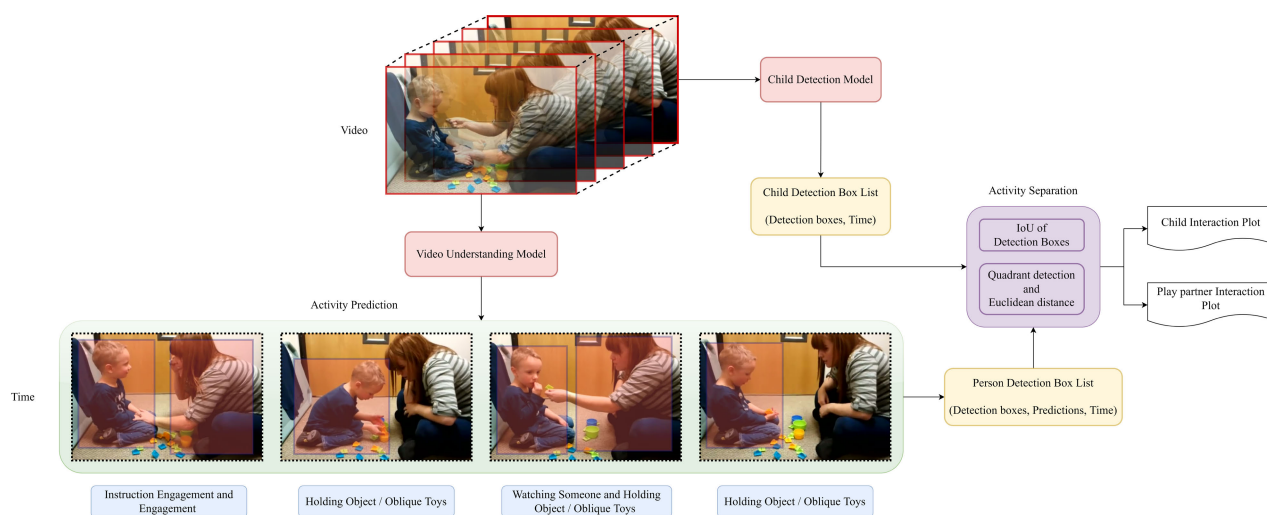 Video
Child Detection Model
Child Detection Box List
(Detection boxes, Time)
Activity Separation
IoU of
Detection Boxes
Quadrant detection
and
Euclidean distance
Child Interaction Plot
Play partner Interaction
Plot
Video Understanding Model
Activity Prediction
Time
Person Detection Box List
(Detection boxes, Predictions, Time)
Instruction Engagement and
Engagement
Holding Object / Oblique Toys
Watching Someone and Holding
Object / Oblique Toys
Holding Object / Oblique Toys